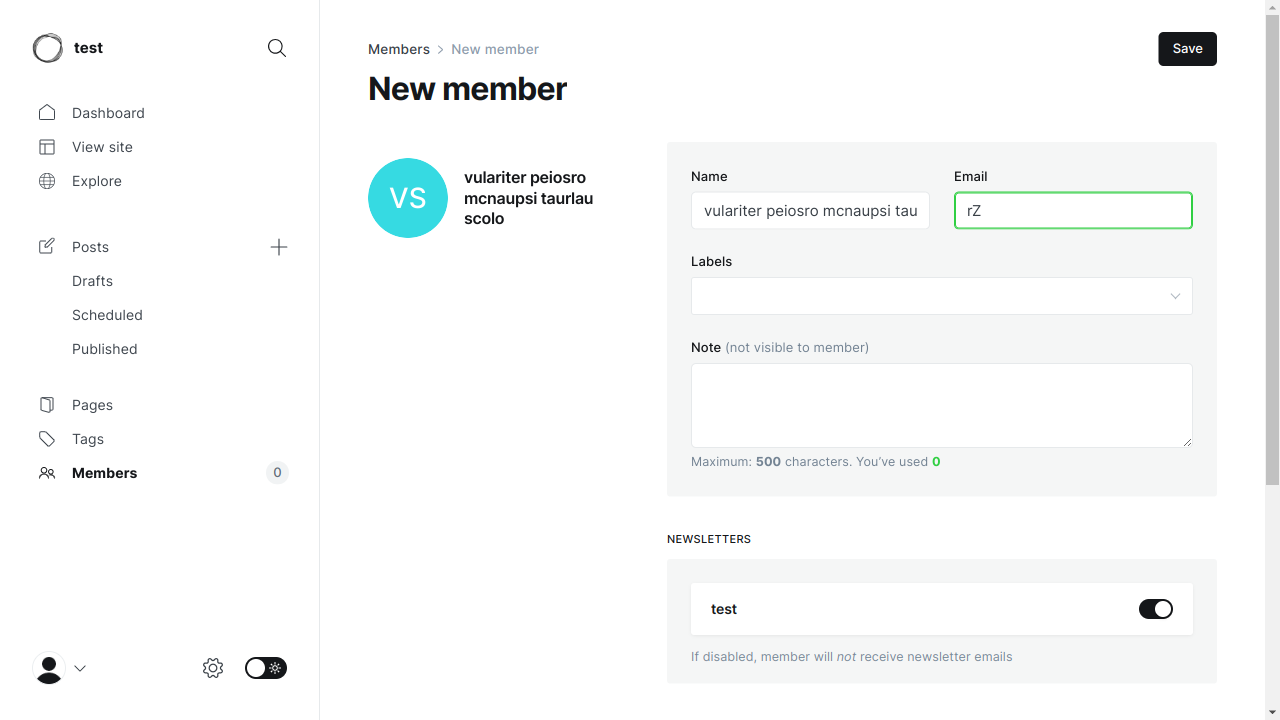 test
Dashboard
View site
Explore
Posts
Drafts
Scheduled
Published
Pages
Tags
Members 0
Members > New member
Save
New member
VS
vulariter peiosro
mcnaupsi taurlau
scolo
Name
vulariter peiosro mcnaupsi tau
Email
rZ
Labels
Note (not visible to member)
Maximum: 500 characters. You've used 0
NEWSLETTERS
test
If disabled, member will not receive newsletter emails